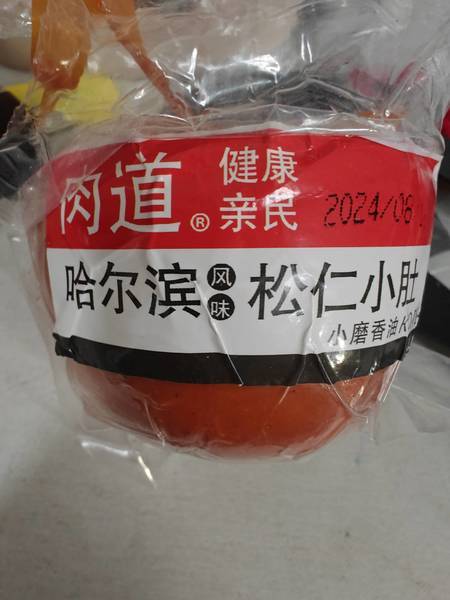 肉道® 健康
亲民 2024/06
哈尔滨风味松仁小肚
小磨香油